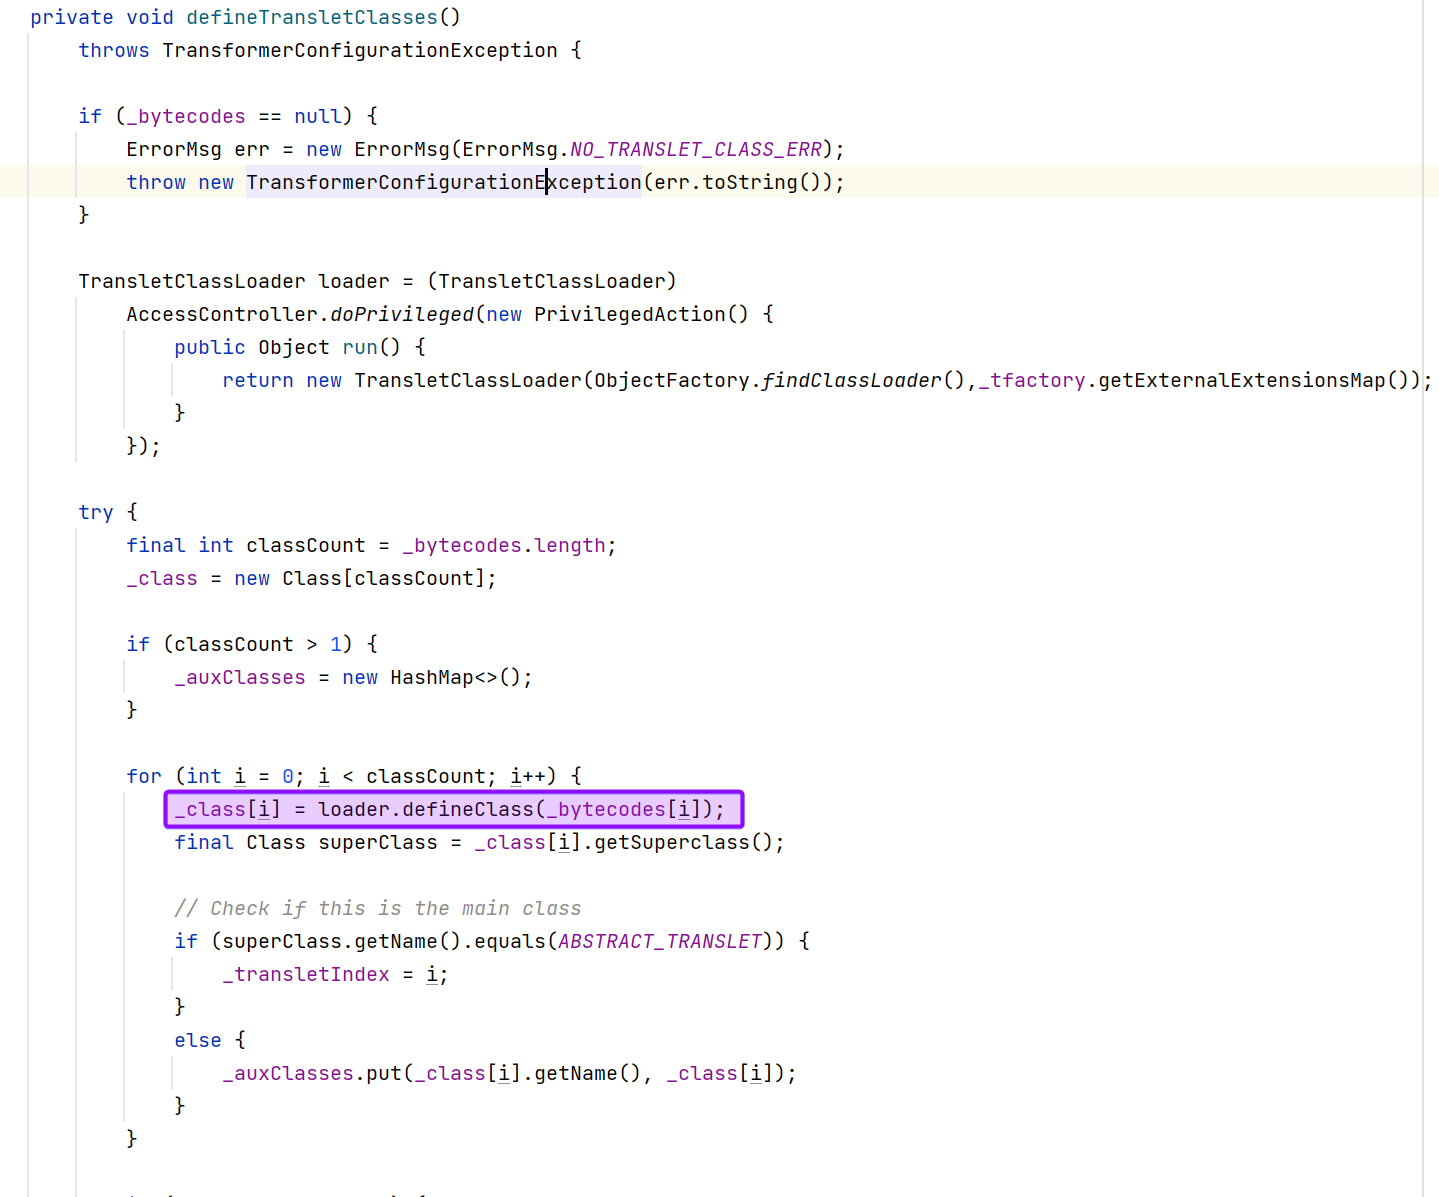 private void defineTransletClasses()
    throws TransformerConfigurationException {

    if (_bytecodes == null) {
        ErrorMsg err = new ErrorMsg(ErrorMsg.NO_TRANSLET_CLASS_ERR);
        throw new TransformerConfigurationException(err.toString());
    }

    TransletClassLoader loader = (TransletClassLoader)
        AccessController.doPrivileged(new PrivilegedAction() {
            public Object run() {
                return new TransletClassLoader(ObjectFactory.findClassLoader(),_tfactory.getExternalExtensionsMap());
            }
        });

    try {
        final int classCount = _bytecodes.length;
        _class = new Class[classCount];

        if (classCount > 1) {
            _auxClasses = new HashMap<>();
        }

        for (int i = 0; i < classCount; i++) {
            _class[i] = loader.defineClass(_bytecodes[i]);
            final Class superClass = _class[i].getSuperclass();

            // Check if this is the main class
            if (superClass.getName().equals(ABSTRACT_TRANSLET)) {
                _transletIndex = i;
            }
            else {
                _auxClasses.put(_class[i].getName(), _class[i]);
            }
        }